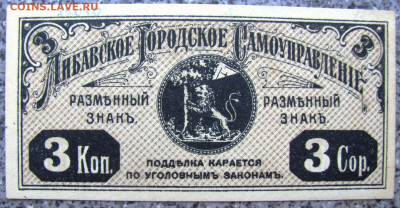 COINS.LAVE.RU
3 3
Либавское Городское Самоуправленіе
РАЗМѢННЫЙ ЗНАКЪ.
РАЗМѢННЫЙ ЗНАКЪ.
3 Коп.
ПОДДѢЛКА КАРАЕТСЯ
ПО УГОЛОВНЫМЪ ЗАКОНАМЪ.
3 Cop.